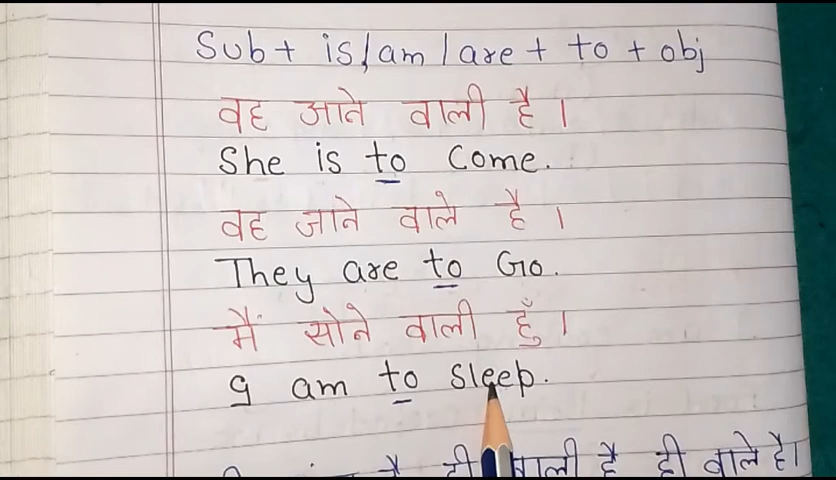 Sub + is/am/are + to + obj
वह आने वाली है।
She is to Come.
वह जाने वाले है।
They are to Go.
मैं सोने वाली हूँ।
I am to sleep.
ही वाली है ही वाले है।